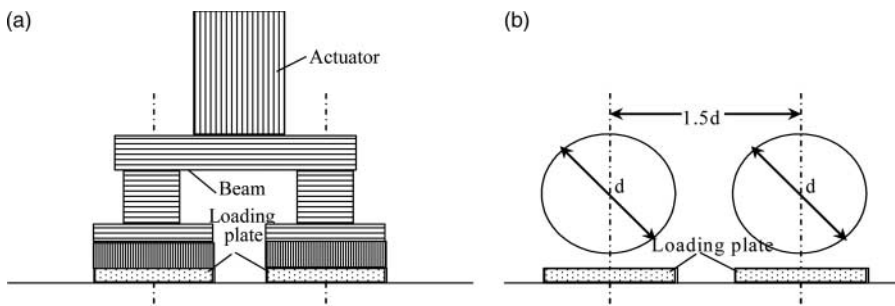 (a)
Actuator
Beam
Loading
plate
(b)
1.5d
d
d
Loading plate